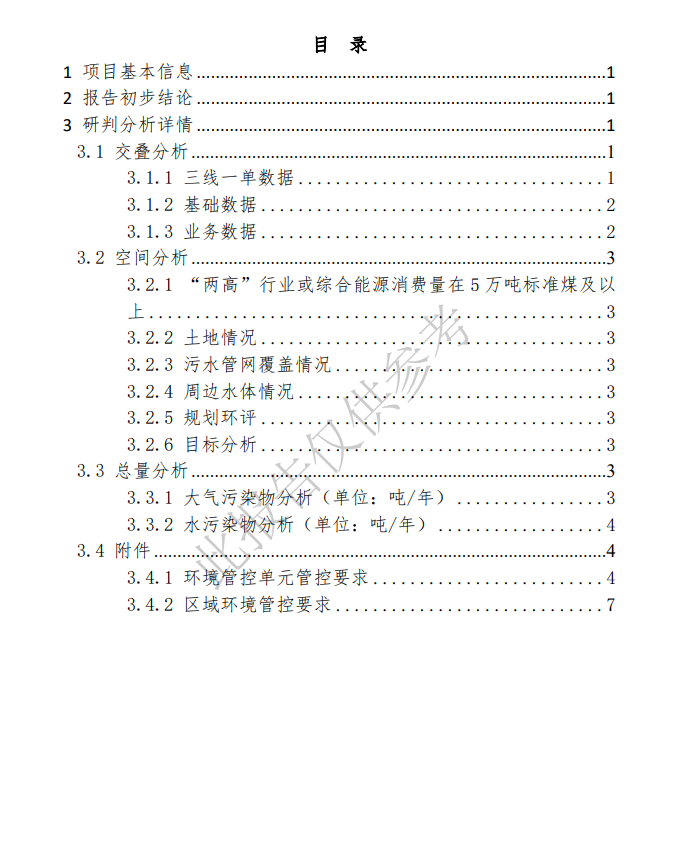 目 录
1 项目基本信息........................................................................................1
2 报告初步结论........................................................................................1
3 研判分析详情........................................................................................1
3.1 交叠分析.........................................................................................1
3.1.1 三线一单数据.................................1
3.1.2 基础数据.....................................2
3.1.3 业务数据.....................................2
3.2 空间分析.........................................................................................3
3.2.1 “两高”行业或综合能源消费量在 5 万吨标准煤及以
上.................................................3
3.2.2 土地情况.....................................3
3.2.3 污水管网覆盖情况.............................3
3.2.4 周边水体情况.................................3
3.2.5 规划环评.....................................3
3.2.6 目标分析.....................................3
3.3 总量分析.........................................................................................3
3.3.1 大气污染物分析（单位：吨/年）................3
3.3.2 水污染物分析（单位：吨/年）..................4
3.4 附件.................................................................................................4
3.4.1 环境管控单元管控要求.........................4
3.4.2 区域环境管控要求.............................7
此报告仅供参考